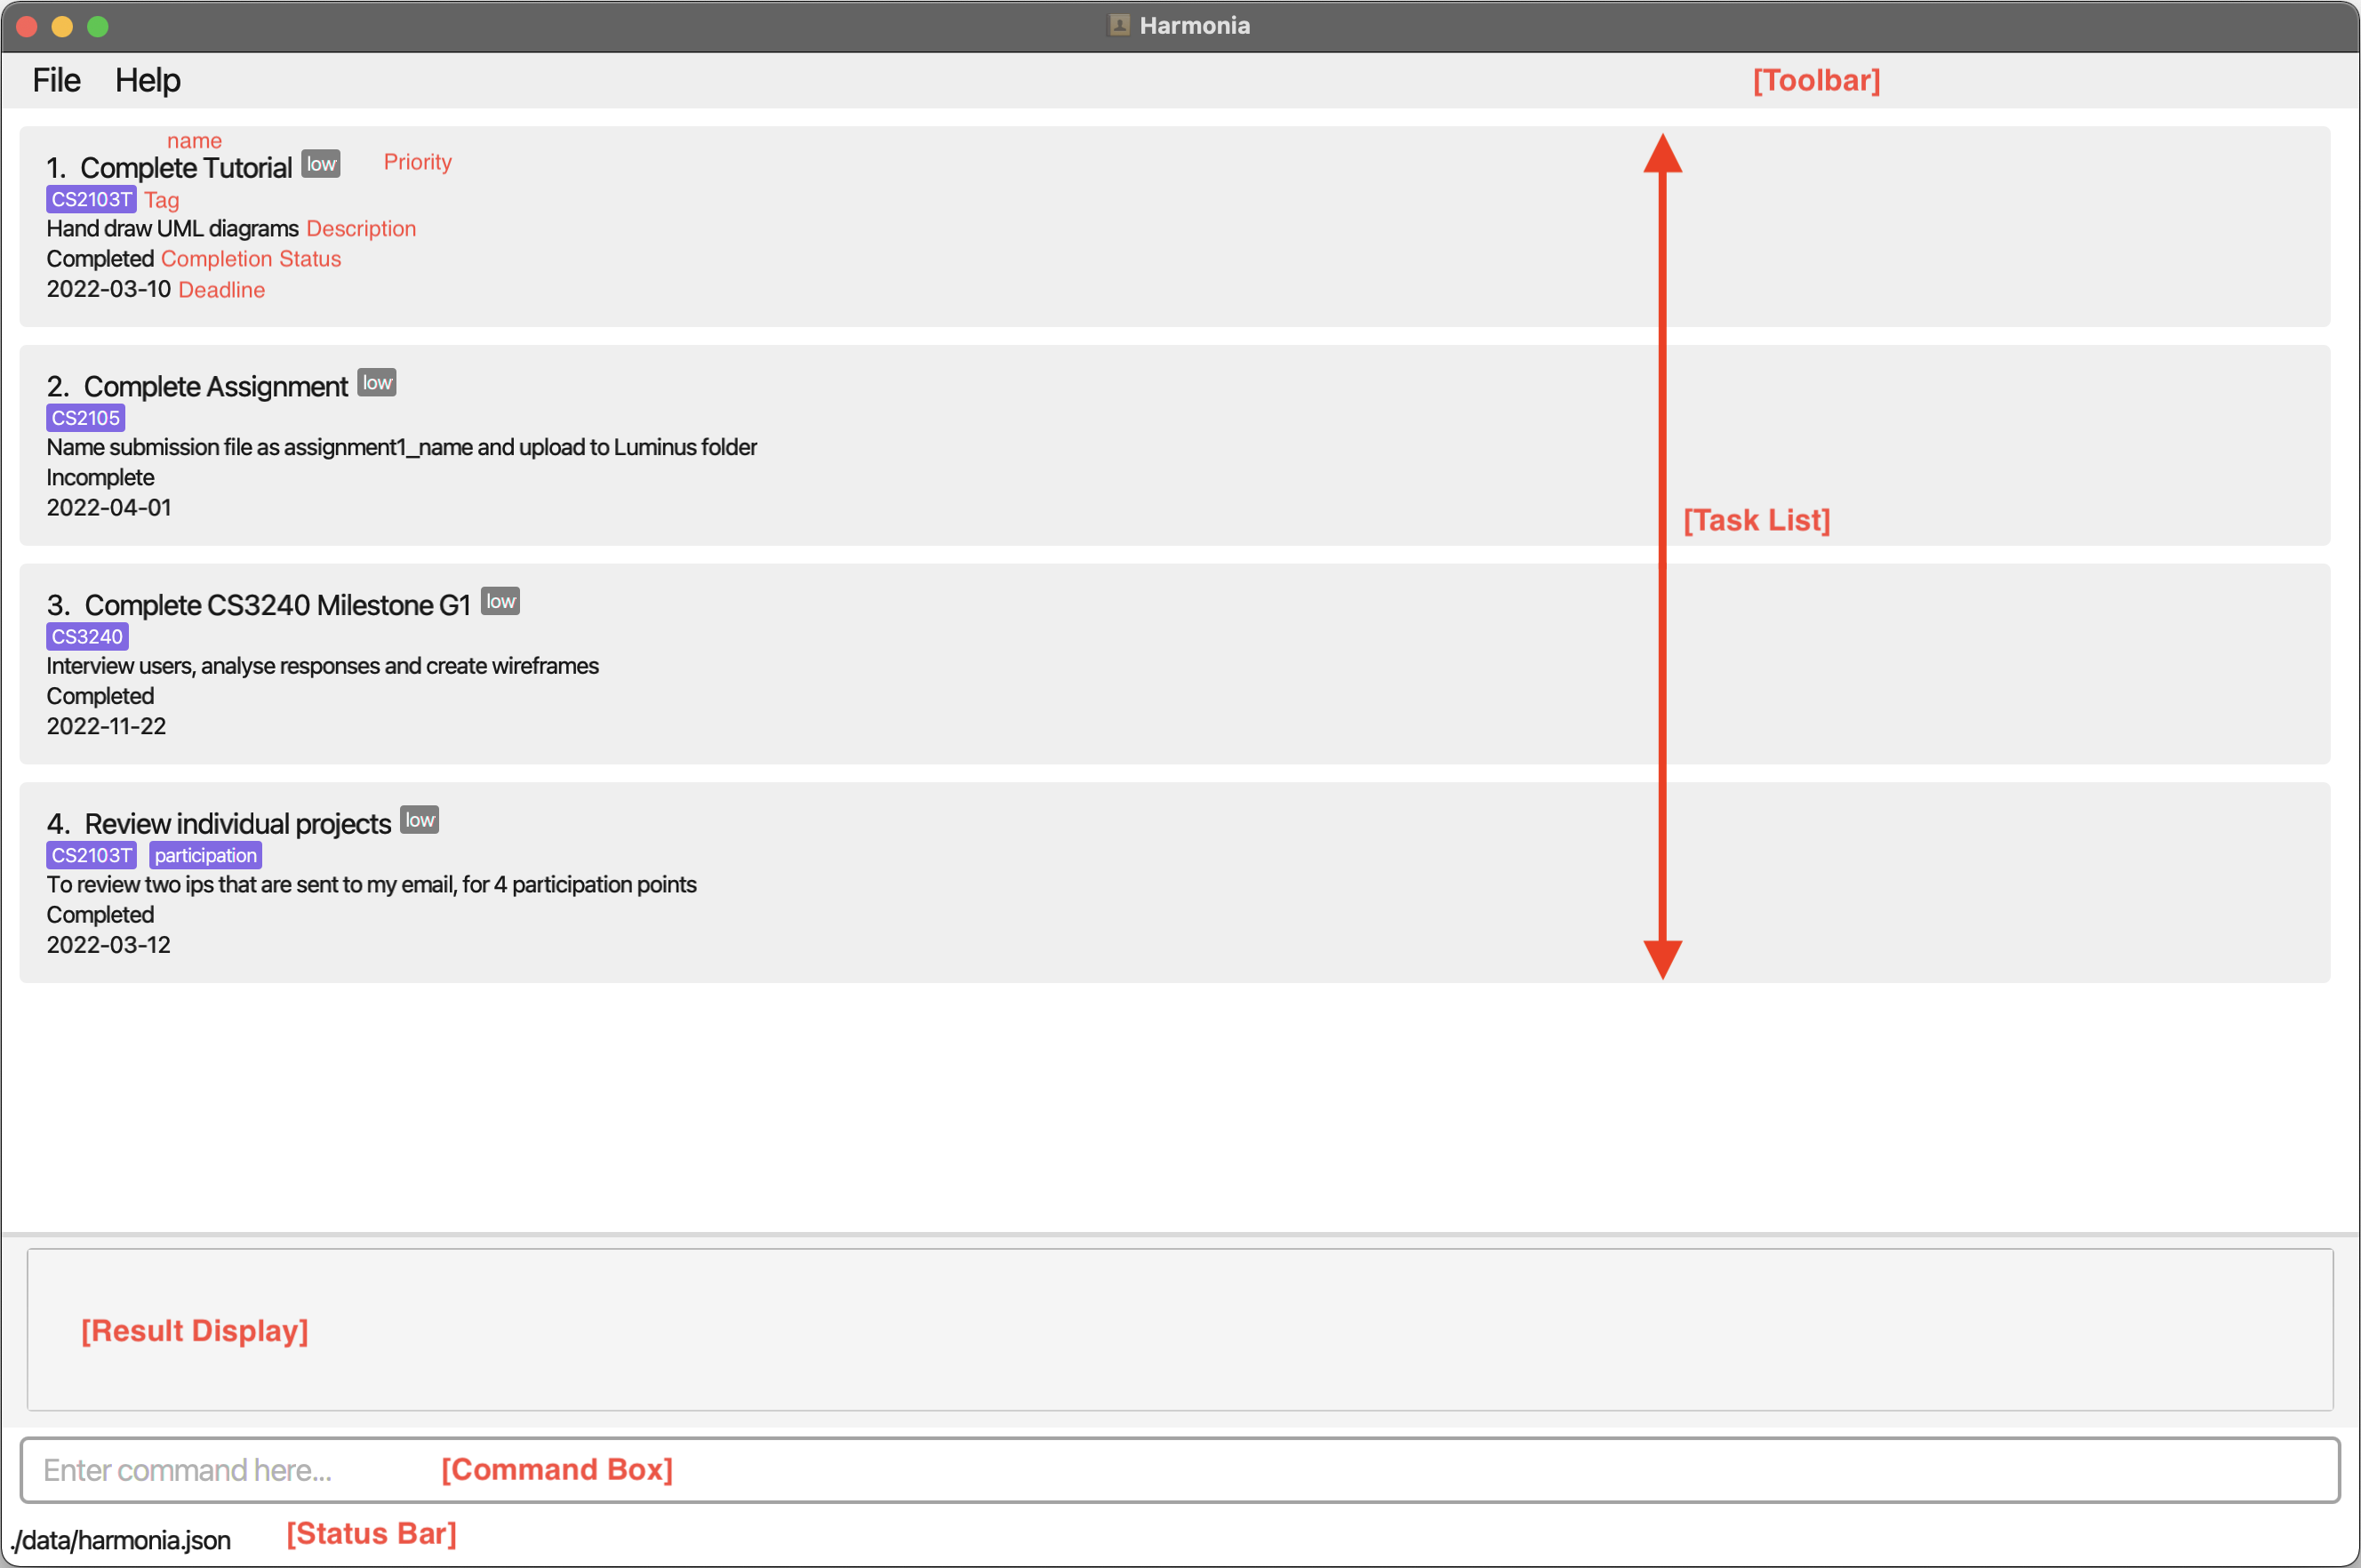 Harmonia
File Help [Toolbar]
name
1. Complete Tutorial low Priority
CS2103T Tag
Hand draw UML diagrams Description
Completed Completion Status
2022-03-10 Deadline
2. Complete Assignment low
CS2105
Name submission file as assignment1_name and upload to Luminus folder
Incomplete
2022-04-01
[Task List]
3. Complete CS3240 Milestone G1 low
CS3240
Interview users, analyse responses and create wireframes
Completed
2022-11-22
4. Review individual projects low
CS2103T participation
To review two ips that are sent to my email, for 4 participation points
Completed
2022-03-12
[Result Display]
Enter command here... [Command Box]
./data/harmonia.json [Status Bar]